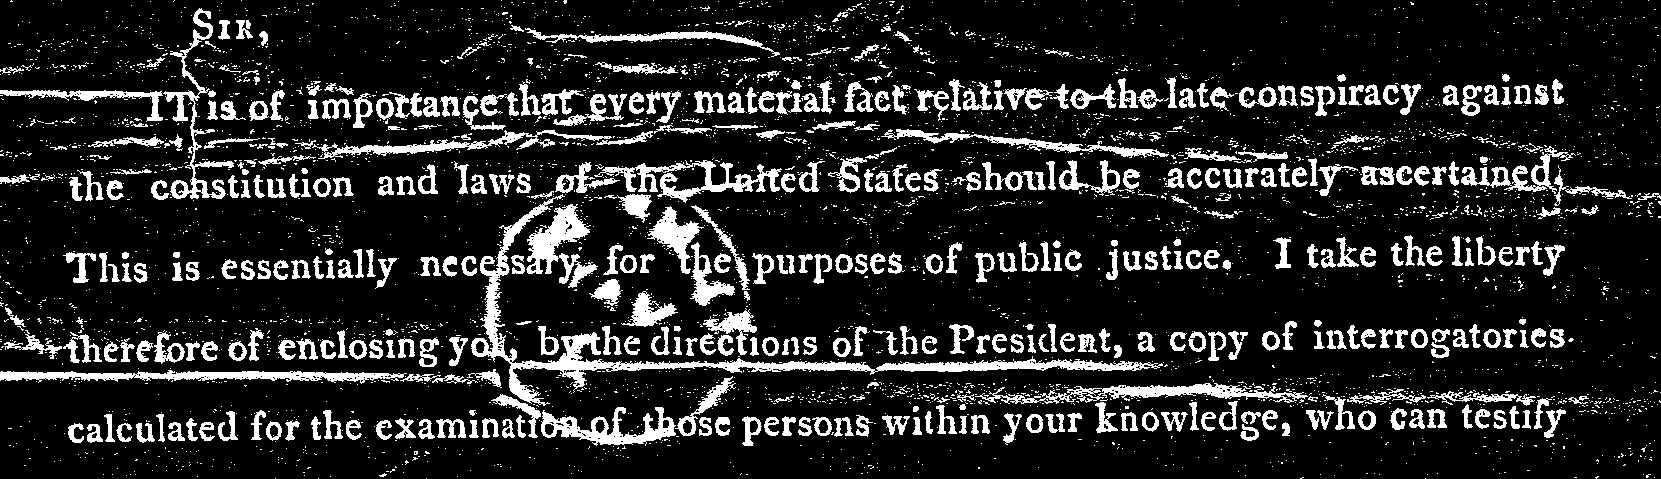 SIR,
IT is of importance that every material fact relative to the late conspiracy against
the constitution and laws of the United States should be accurately ascertained.
This is essentially necessary for the purposes of public justice. I take the liberty
therefore of enclosing you, by the directions of the President, a copy of interrogatories
calculated for the examination of those persons within your knowledge, who can testify